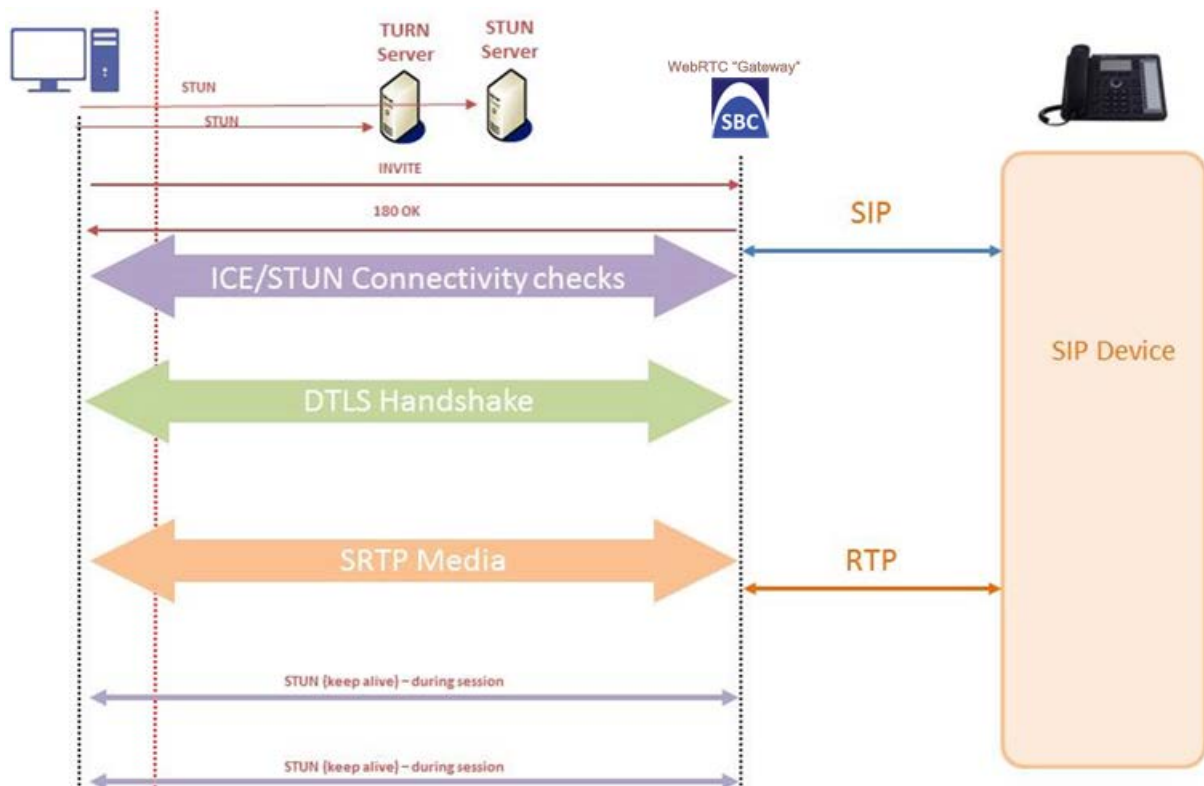 TURN
Server
STUN
Server
WebRTC "Gateway"
SBC
STUN
STUN
INVITE
180 OK
SIP
ICE/STUN Connectivity checks
SIP Device
DTLS Handshake
SRTP Media
RTP
STUN (keep alive) – during session
STUN (keep alive) – during session